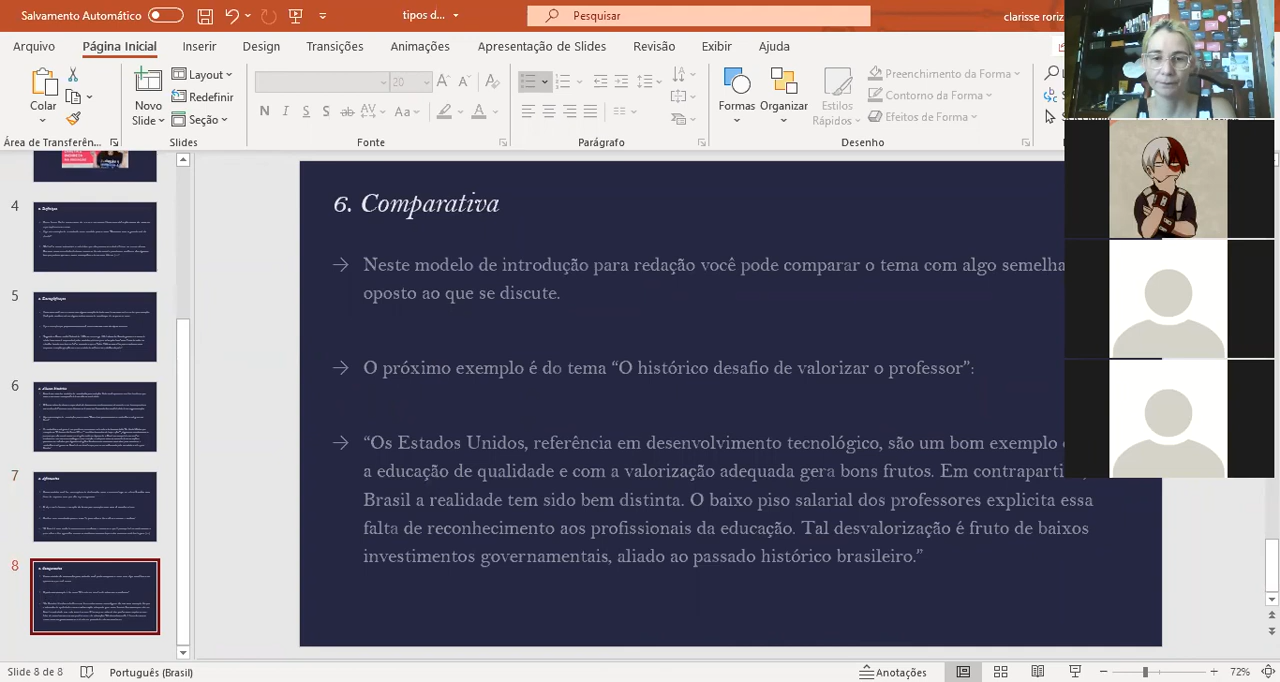 Salvamento Automático
tipos d...
Pesquisar
clarisse roriz
Arquivo
Página Inicial
Inserir
Design
Transições
Animações
Apresentação de Slides
Revisão
Exibir
Ajuda
Colar
Novo
Slide
Layout
Redefinir
Seção
20
Formas
Organizar
Estilos
Rápidos
Preenchimento da Forma
Contorno da Forma
Efeitos de Forma
Área de Transferên...
Slides
Fonte
Parágrafo
Desenho
4
5
6
7
8
6. Comparativa
→ Neste modelo de introdução para redação você pode comparar o tema com algo semelha
oposto ao que se discute.
→ O próximo exemplo é do tema “O histórico desafio de valorizar o professor”:
→ “Os Estados Unidos, referência em desenvolvimento tecnológico, são um bom exemplo
a educação de qualidade e com a valorização adequada gera bons frutos. Em contraparti
Brasil a realidade tem sido bem distinta. O baixo piso salarial dos professores explicita essa
falta de reconhecimento aos profissionais da educação. Tal desvalorização é fruto de baixos
investimentos governamentais, aliado ao passado histórico brasileiro.”
Slide 8 de 8
Português (Brasil)
Anotações
72%